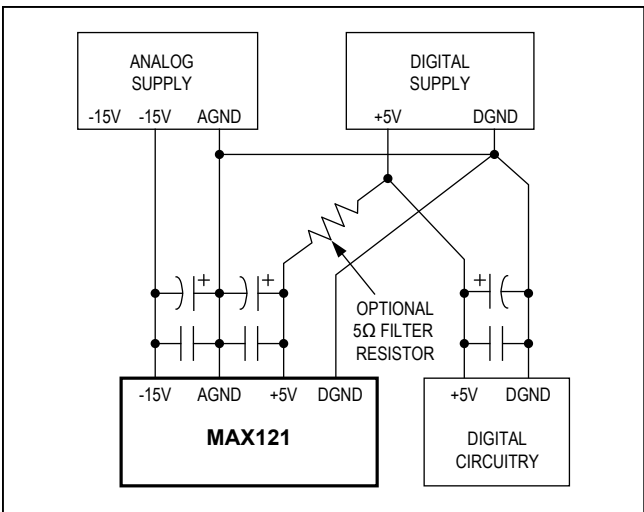 ANALOG
SUPPLY
-15V -15V AGND
DIGITAL
SUPPLY
+5V DGND
+ + +
OPTIONAL
5Ω FILTER
RESISTOR
-15V AGND +5V DGND
MAX121
+5V DGND
DIGITAL
CIRCUITRY